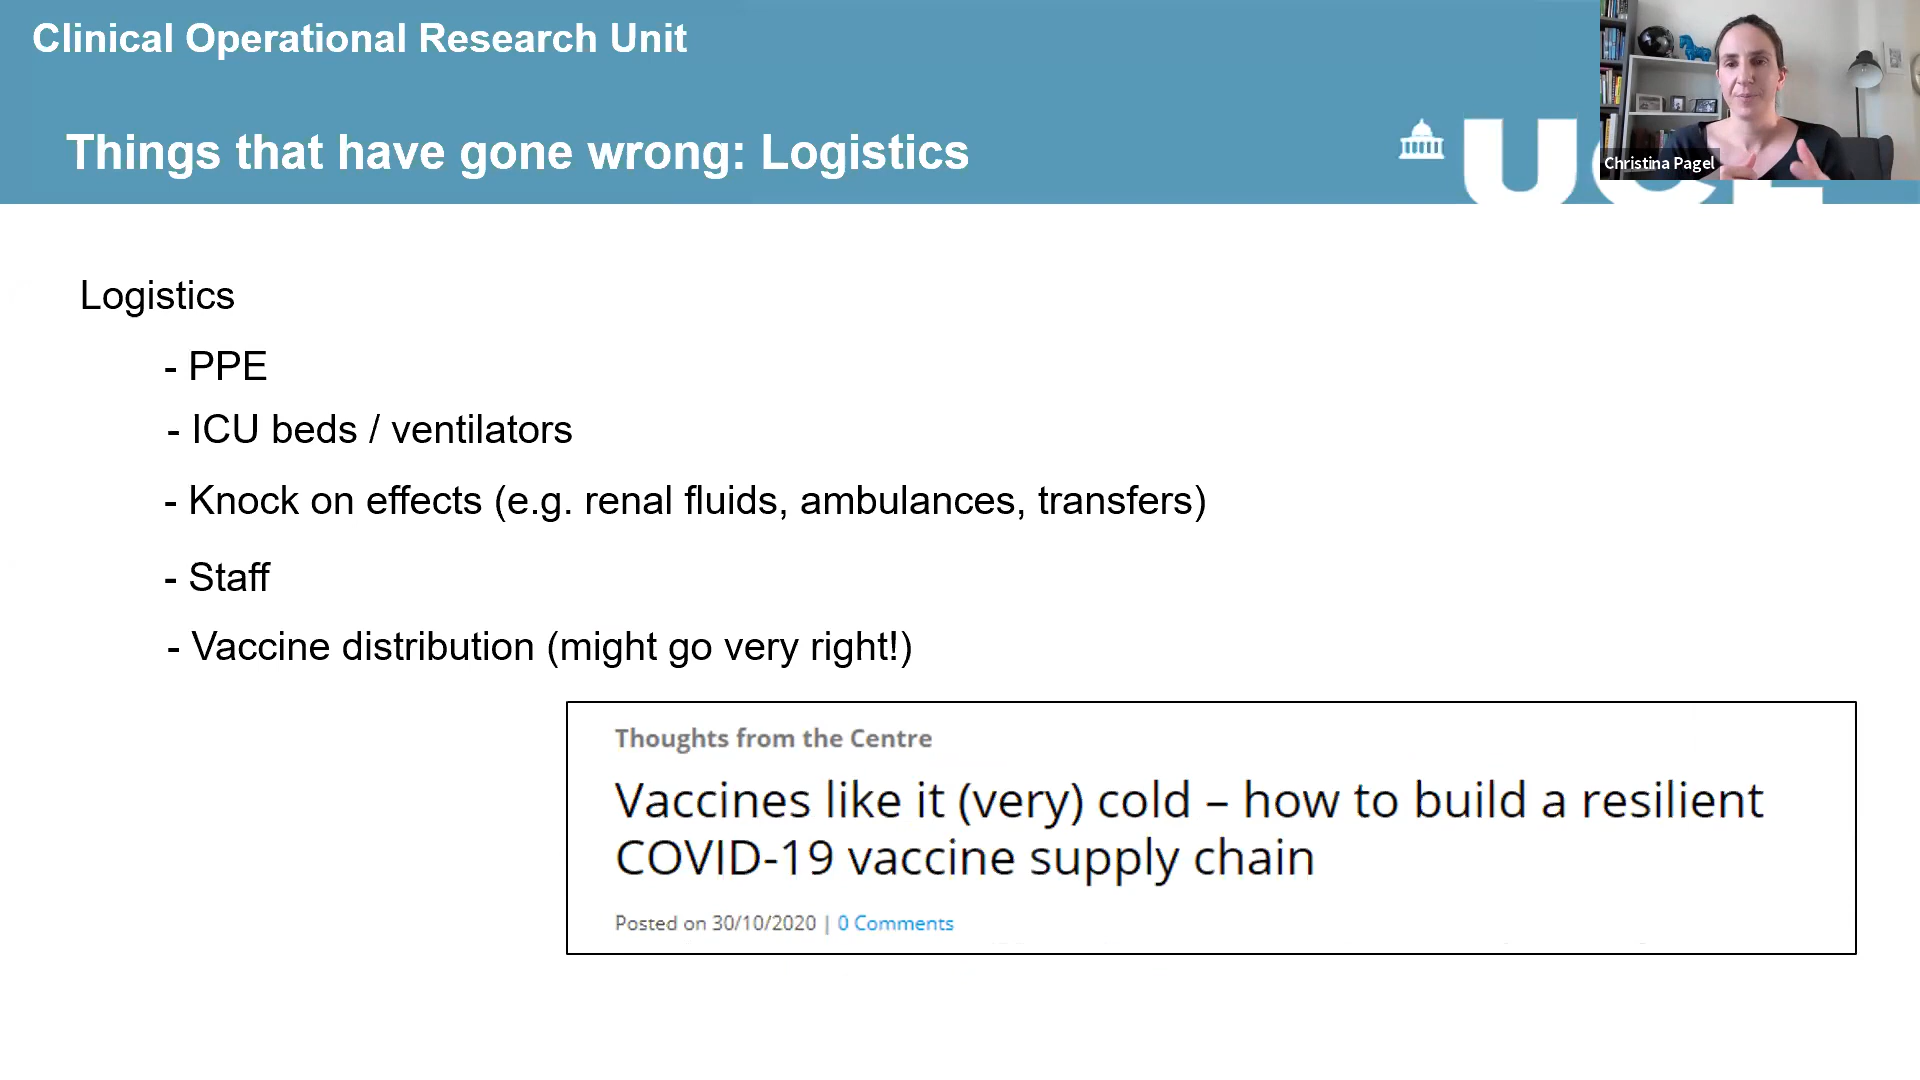 Clinical Operational Research Unit
Things that have gone wrong: Logistics
UCL
Christina Pagel
Logistics
- PPE
- ICU beds / ventilators
- Knock on effects (e.g. renal fluids, ambulances, transfers)
- Staff
- Vaccine distribution (might go very right!)
Thoughts from the Centre
Vaccines like it (very) cold – how to build a resilient
COVID-19 vaccine supply chain
Posted on 30/10/2020 | 0 Comments